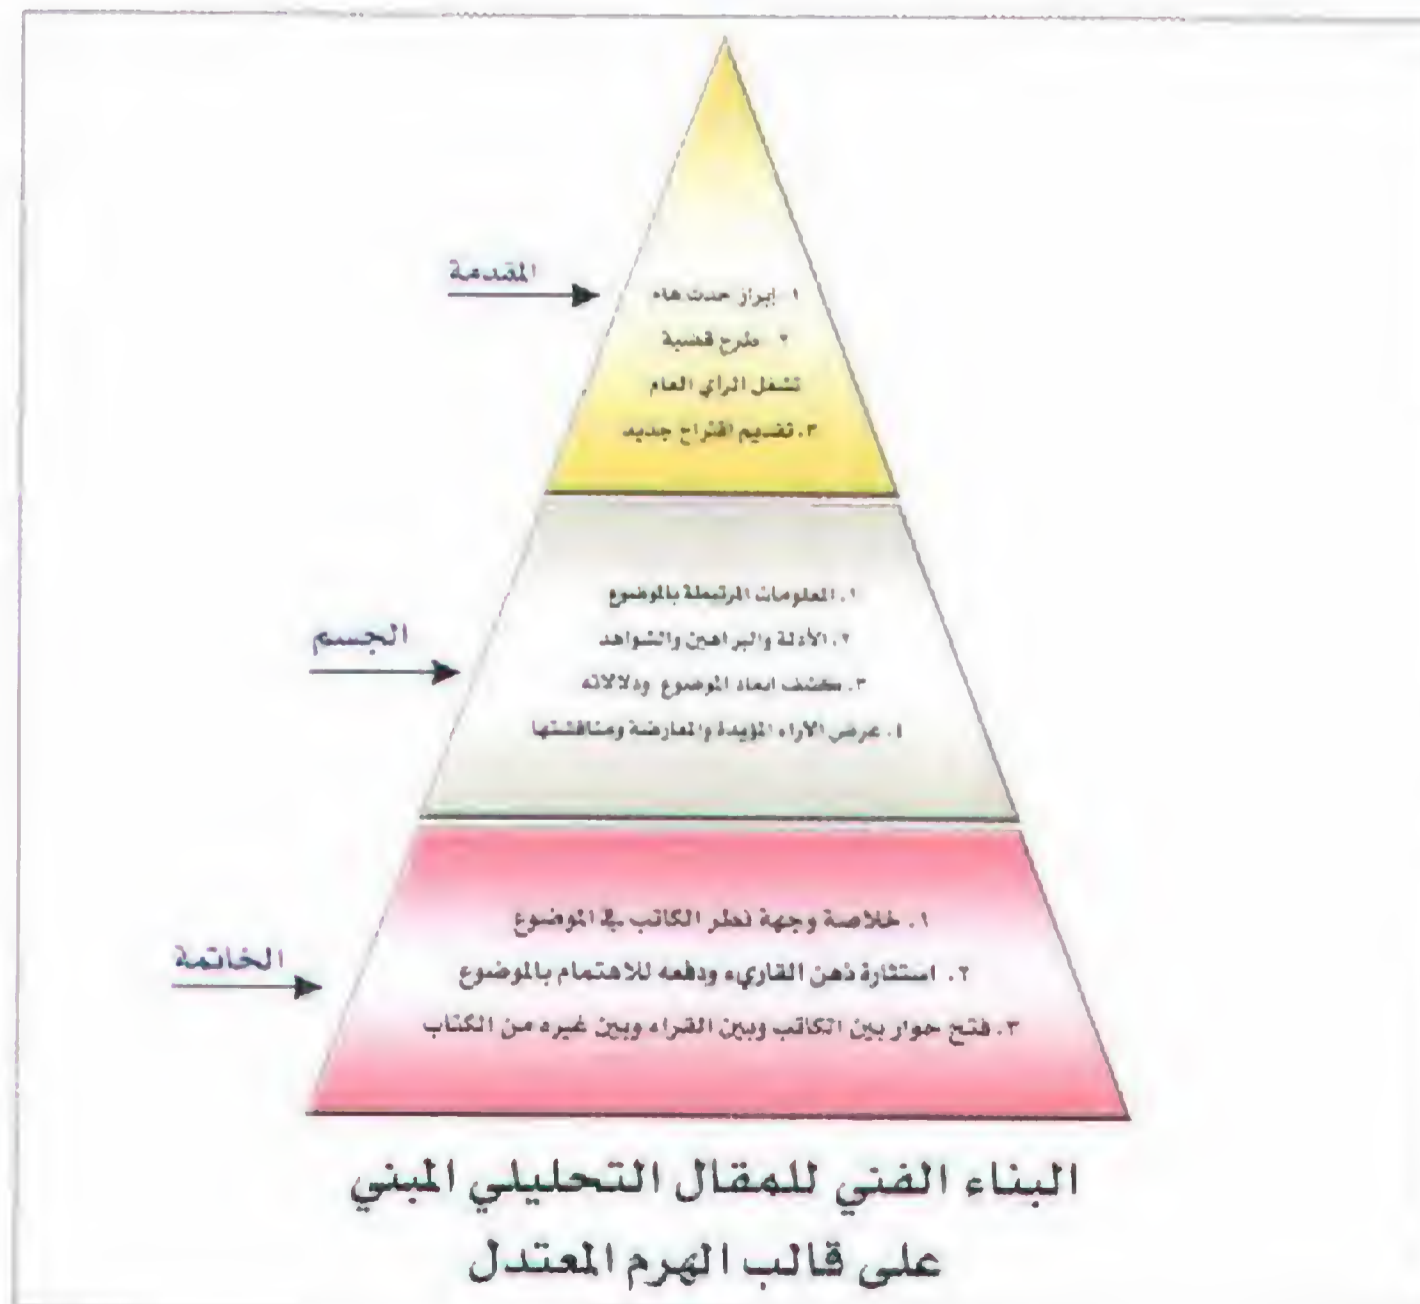 المقدمة
١. إبراز حدث هام
٢. طرح قضية
تشغل الرأي العام
٣. تقديم اقتراح جديد
الجسم
١. المعلومات المرتبطة بالموضوع
٢. الأدلة والبراهين والشواهد
٣. كشف ابعاد الموضوع ودلالاته
٤. عرض الآراء المؤيدة والمعارضة ومناقشتها
الخاتمة
١. خلاصة وجهة نظر الكاتب في الموضوع
٢. استثارة ذهن القاريء ودفعه للاهتمام بالموضوع
٣. فتح حوار بين الكاتب وبين القراء وبين غيره من الكتاب
البناء الفني للمقال التحليلي المبني
على قالب الهرم المعتدل